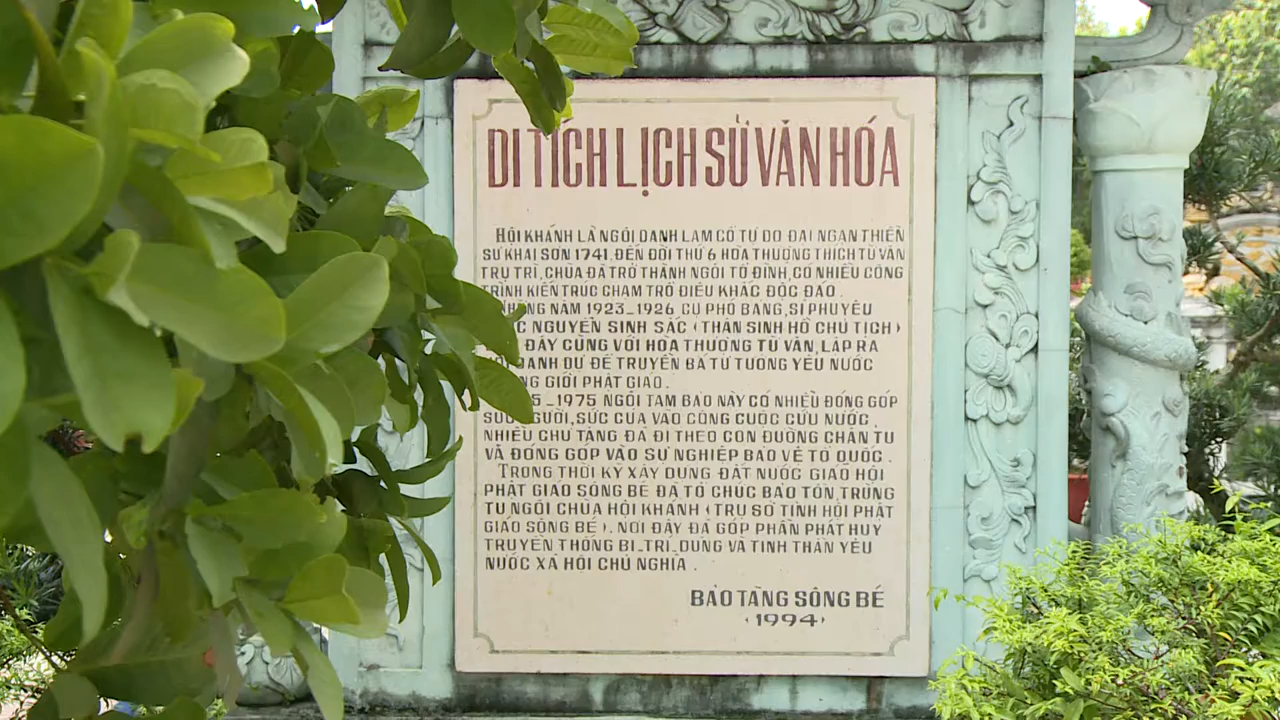 DI TÍCH LỊCH SỬ VĂN HÓA
HỘI KHÁNH LÀ NGÔI DANH LAM CỔ TỰ DO ĐẠI NGẠN THIỀN
SƯ KHAI SƠN 1741. ĐẾN ĐỜI THỨ 6 HÒA THƯỢNG THÍCH TỪ VĂN
TRỤ TRÌ, CHÙA ĐÃ TRỞ THÀNH NGÔI TỔ ĐÌNH, CÓ NHIỀU CÔNG
TRÌNH KIẾN TRÚC CHẠM TRỔ ĐIÊU KHẮC ĐỘC ĐÁO.
NĂM 1923_1926 CỤ PHÓ BẢNG, SĨ PHU YÊU
NGUYỄN SINH SẮC (THÂN SINH HỒ CHỦ TỊCH)
ĐÂY CÙNG VỚI HÒA THƯỢNG TỪ VĂN, LẬP RA
DANH DỰ ĐỂ TRUYỀN BÁ TƯ TƯỞNG YÊU NƯỚC
GIỚI PHẬT GIÁO.
_1975 NGÔI TAM BẢO NÀY CÓ NHIỀU ĐÓNG GÓP
SỨC NGƯỜI, SỨC CỦA VÀO CÔNG CUỘC CỨU NƯỚC.
NHIỀU CHƯ TĂNG ĐÃ ĐI THEO CON ĐƯỜNG CHÂN TU
VÀ ĐÓNG GÓP VÀO SỰ NGHIỆP BẢO VỆ TỔ QUỐC.
TRONG THỜI KỲ XÂY DỰNG ĐẤT NƯỚC GIÁO HỘI
PHẬT GIÁO SÔNG BÉ ĐÃ TỔ CHỨC BẢO TỒN, TRÙNG
TU NGÔI CHÙA HỘI KHÁNH (TRỤ SỞ TỈNH HỘI PHẬT
GIÁO SÔNG BÉ). NƠI ĐÂY ĐÃ GÓP PHẦN PHÁT HUY
TRUYỀN THỐNG BI_TRÍ_DŨNG VÀ TINH THẦN YÊU
NƯỚC XÃ HỘI CHỦ NGHĨA.
BẢO TÀNG SÔNG BÉ
(1994)